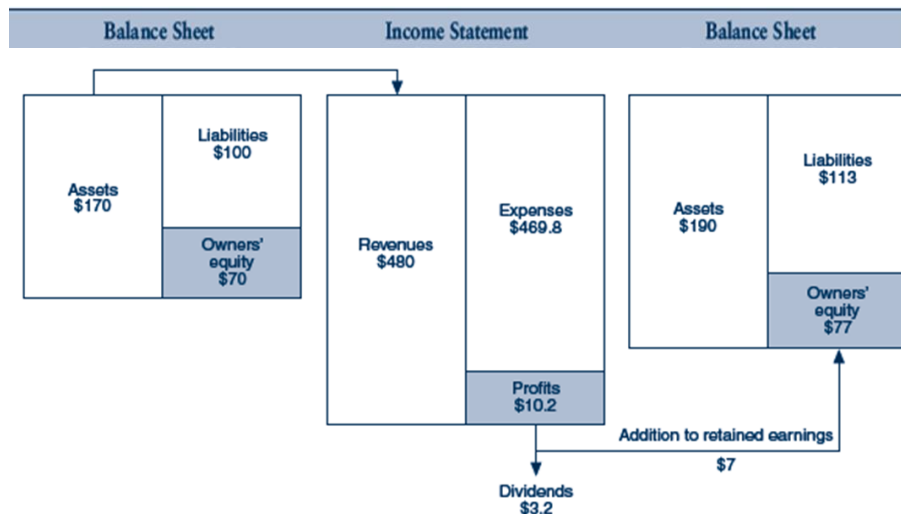 Balance Sheet
Income Statement
Balance Sheet
Assets
$170
Liabilities
$100
Owners'
equity
$70
Revenues
$480
Expenses
$469.8
Profits
$10.2
Assets
$190
Liabilities
$113
Owners'
equity
$77
Addition to retained earnings
$7
Dividends
$3.2